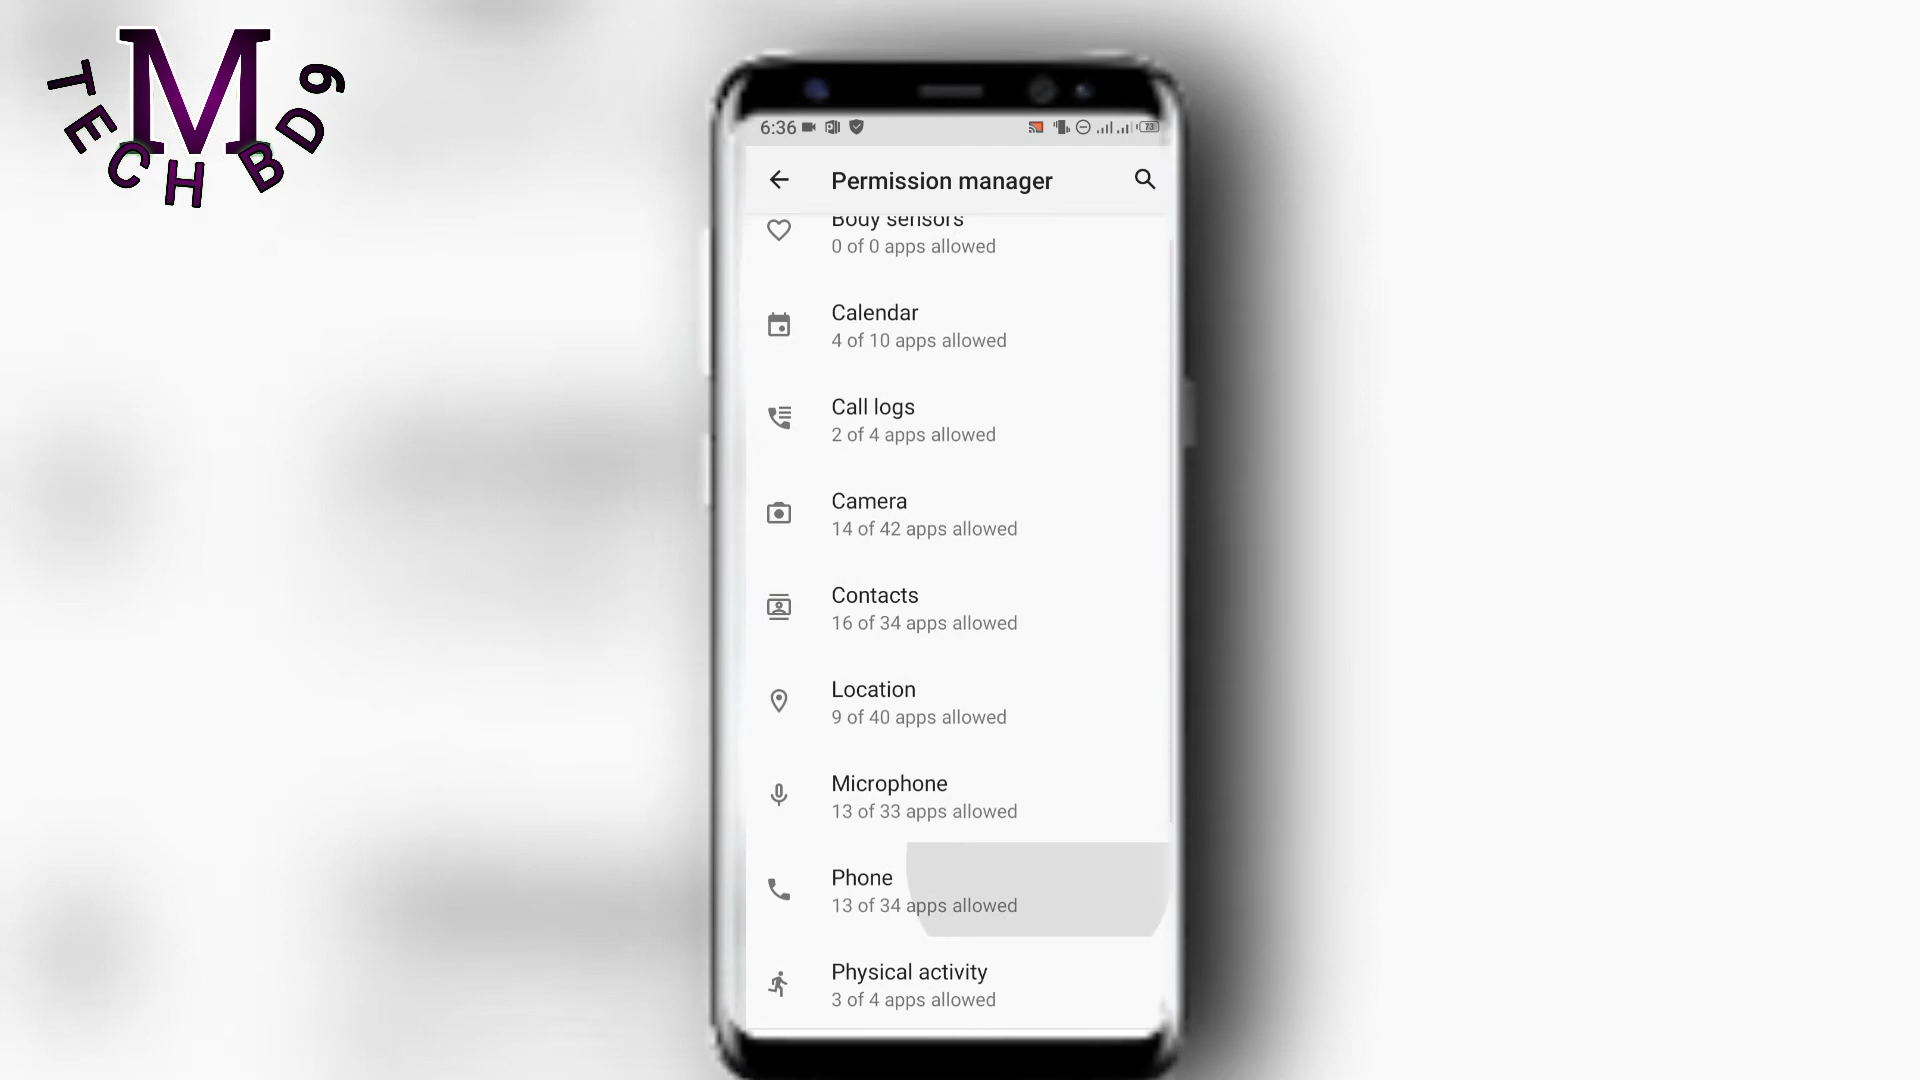 M
TECH BD9
6:36
73
Permission manager
Body sensors
0 of 0 apps allowed
Calendar
4 of 10 apps allowed
Call logs
2 of 4 apps allowed
Camera
14 of 42 apps allowed
Contacts
16 of 34 apps allowed
Location
9 of 40 apps allowed
Microphone
13 of 33 apps allowed
Phone
13 of 34 apps allowed
Physical activity
3 of 4 apps allowed